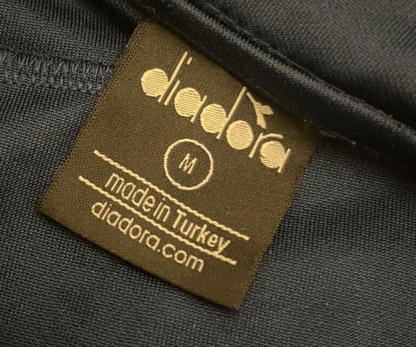 diadora
M
made in Turkey
diadora.com